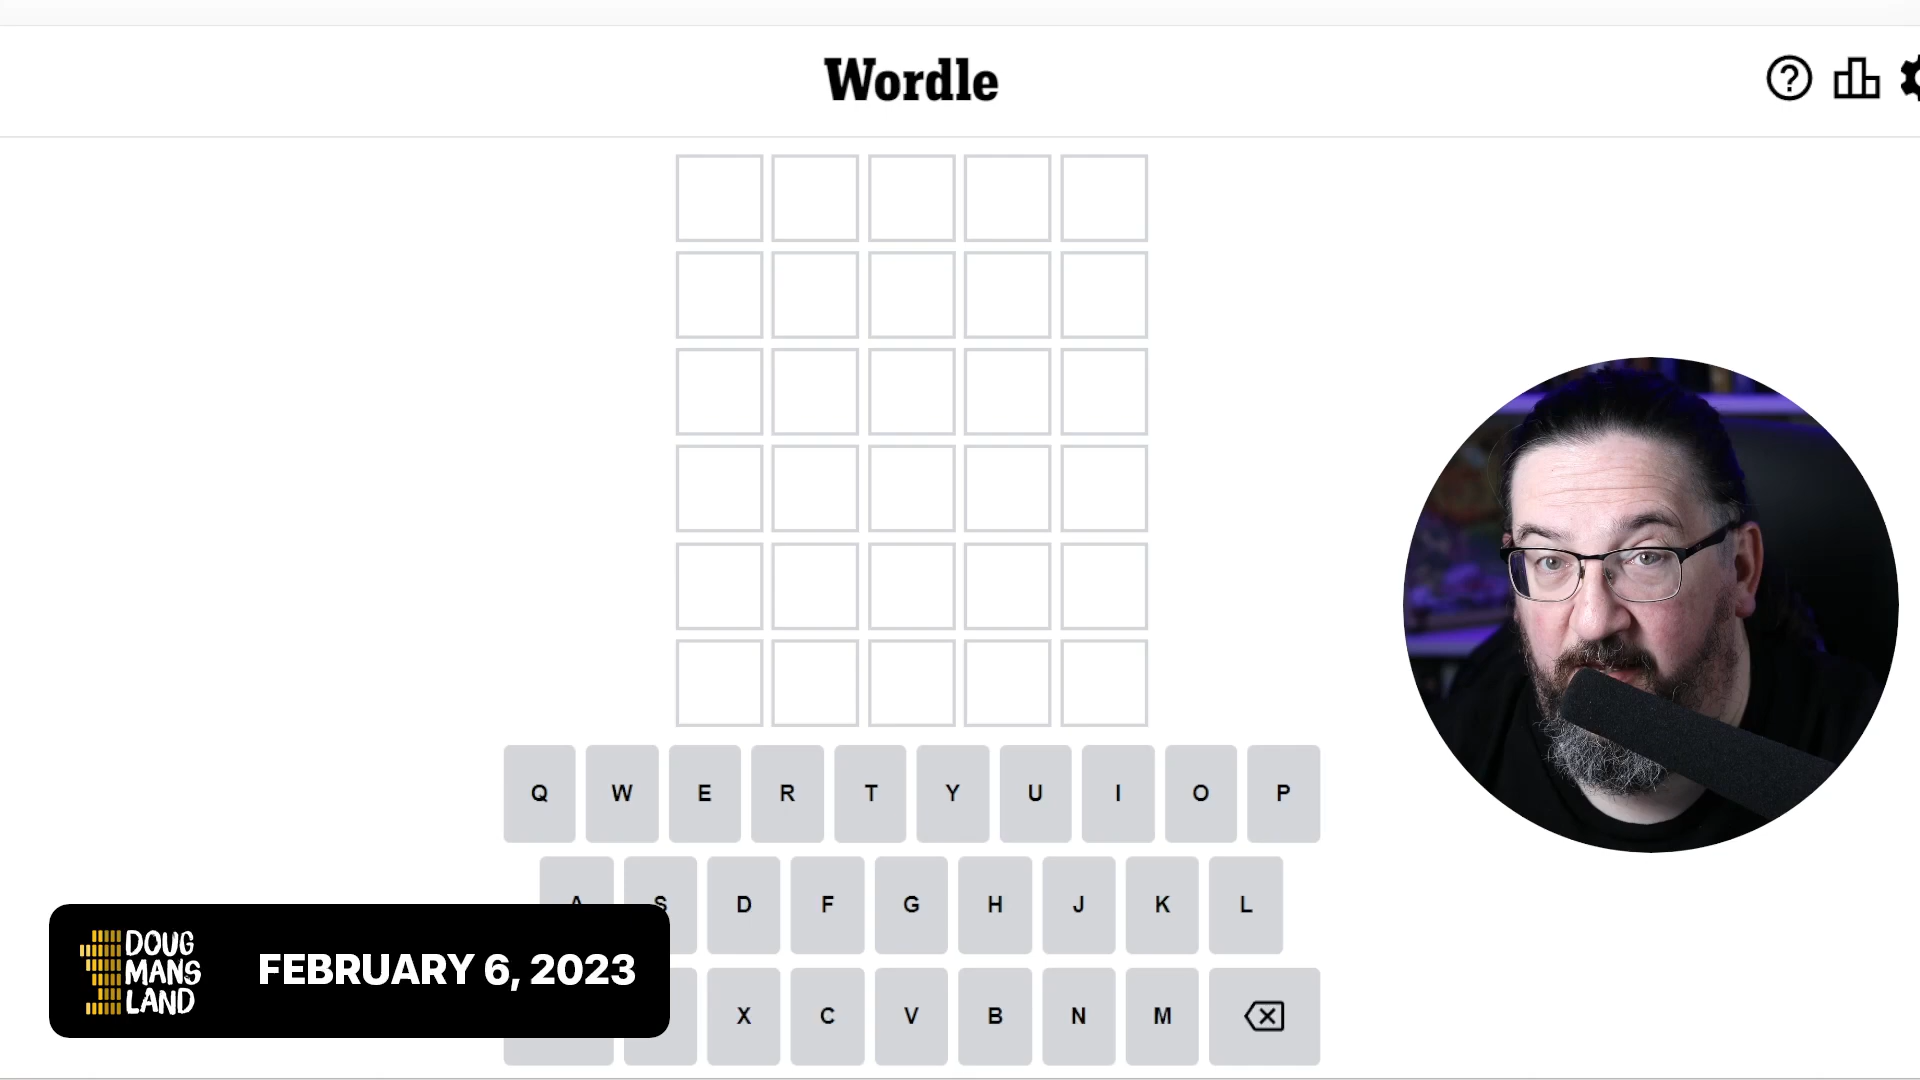 Wordle
?
Q W E R T Y U I O P
A S D F G H J K L
X C V B N M
DOUG
MANS
LAND
FEBRUARY 6, 2023